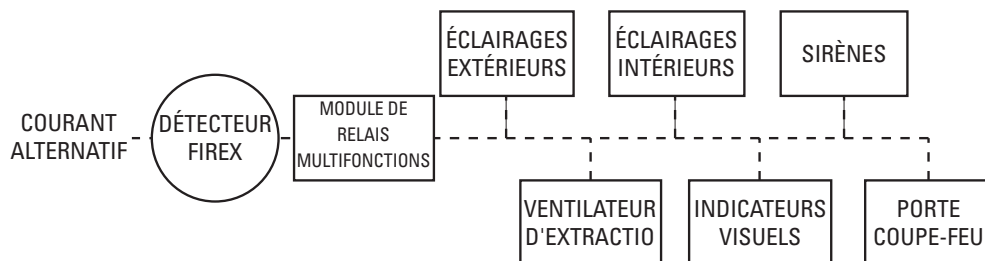 COURANT
ALTERNATIF
DÉTECTEUR
FIREX
MODULE DE
RELAIS
MULTIFONCTIONS
ÉCLAIRAGES
EXTÉRIEURS
ÉCLAIRAGES
INTÉRIEURS
SIRÈNES
VENTILATEUR
D'EXTRACTIO
INDICATEURS
VISUELS
PORTE
COUPE-FEU